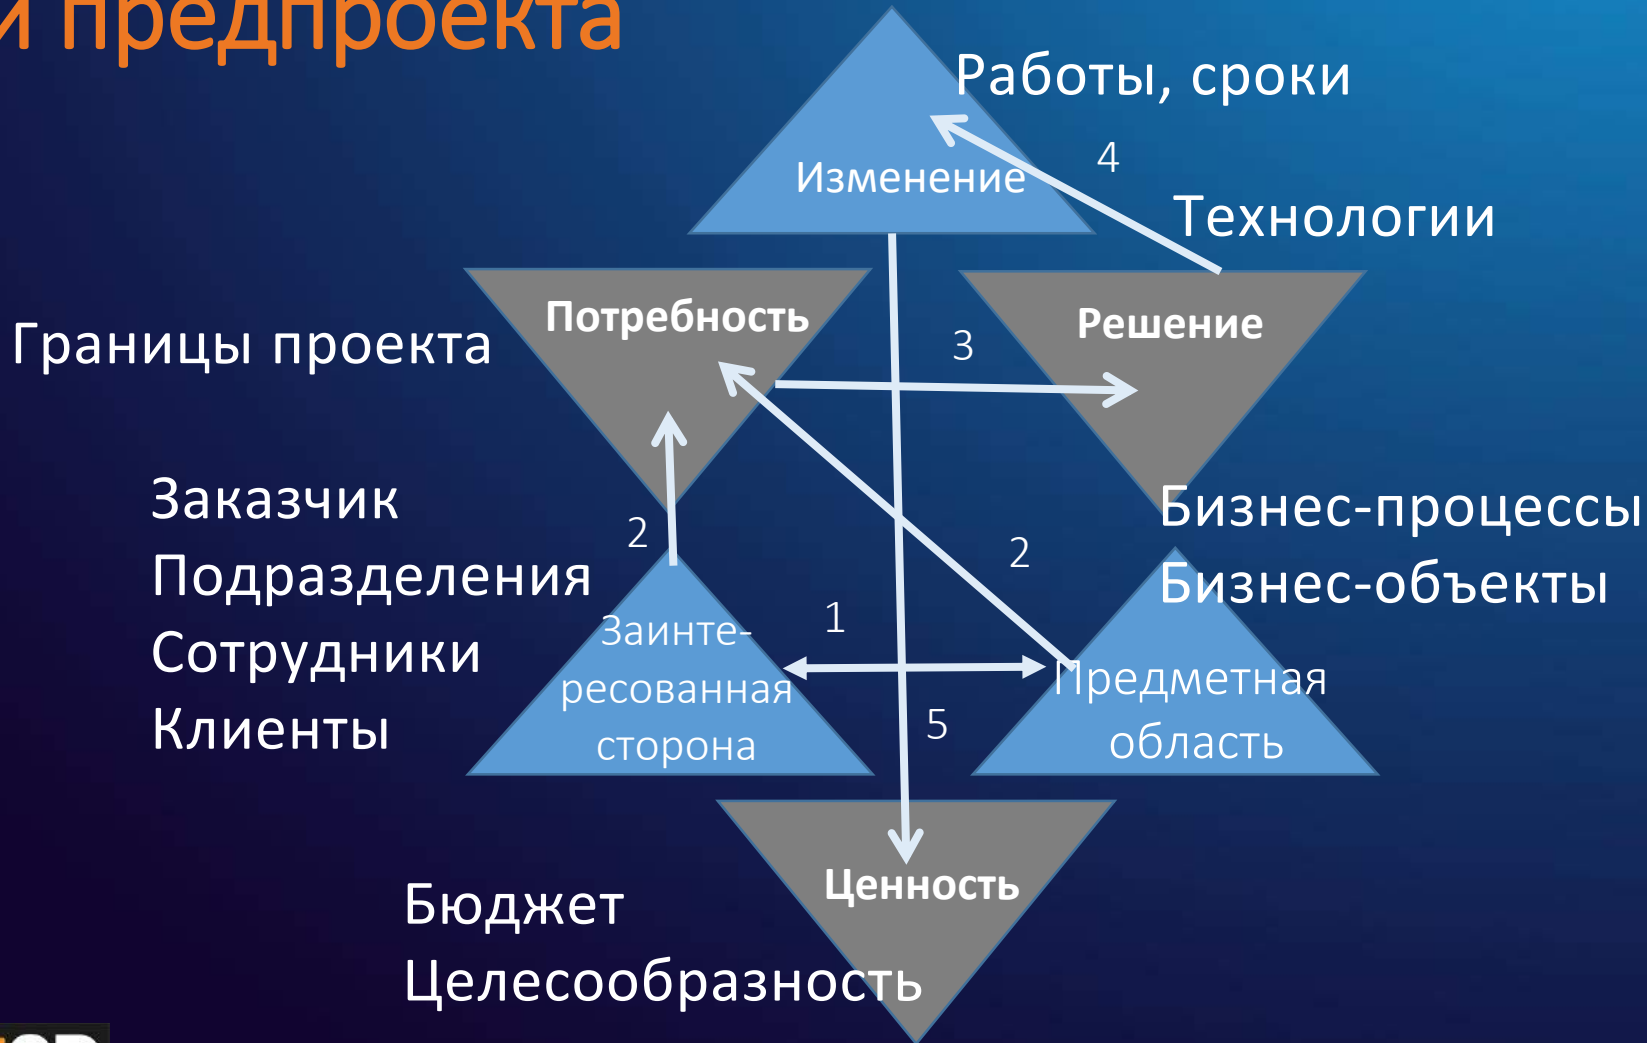 и предпроекта
Работы, сроки
4
Изменение
Технологии
Потребность
Решение
Границы проекта
3
Заказчик
Подразделения
Сотрудники
Клиенты
2
2
Бизнес-процессы
Бизнес-объекты
Заинте-
ресованная
сторона
1
Предметная
область
5
Ценность
Бюджет
Целесообразность